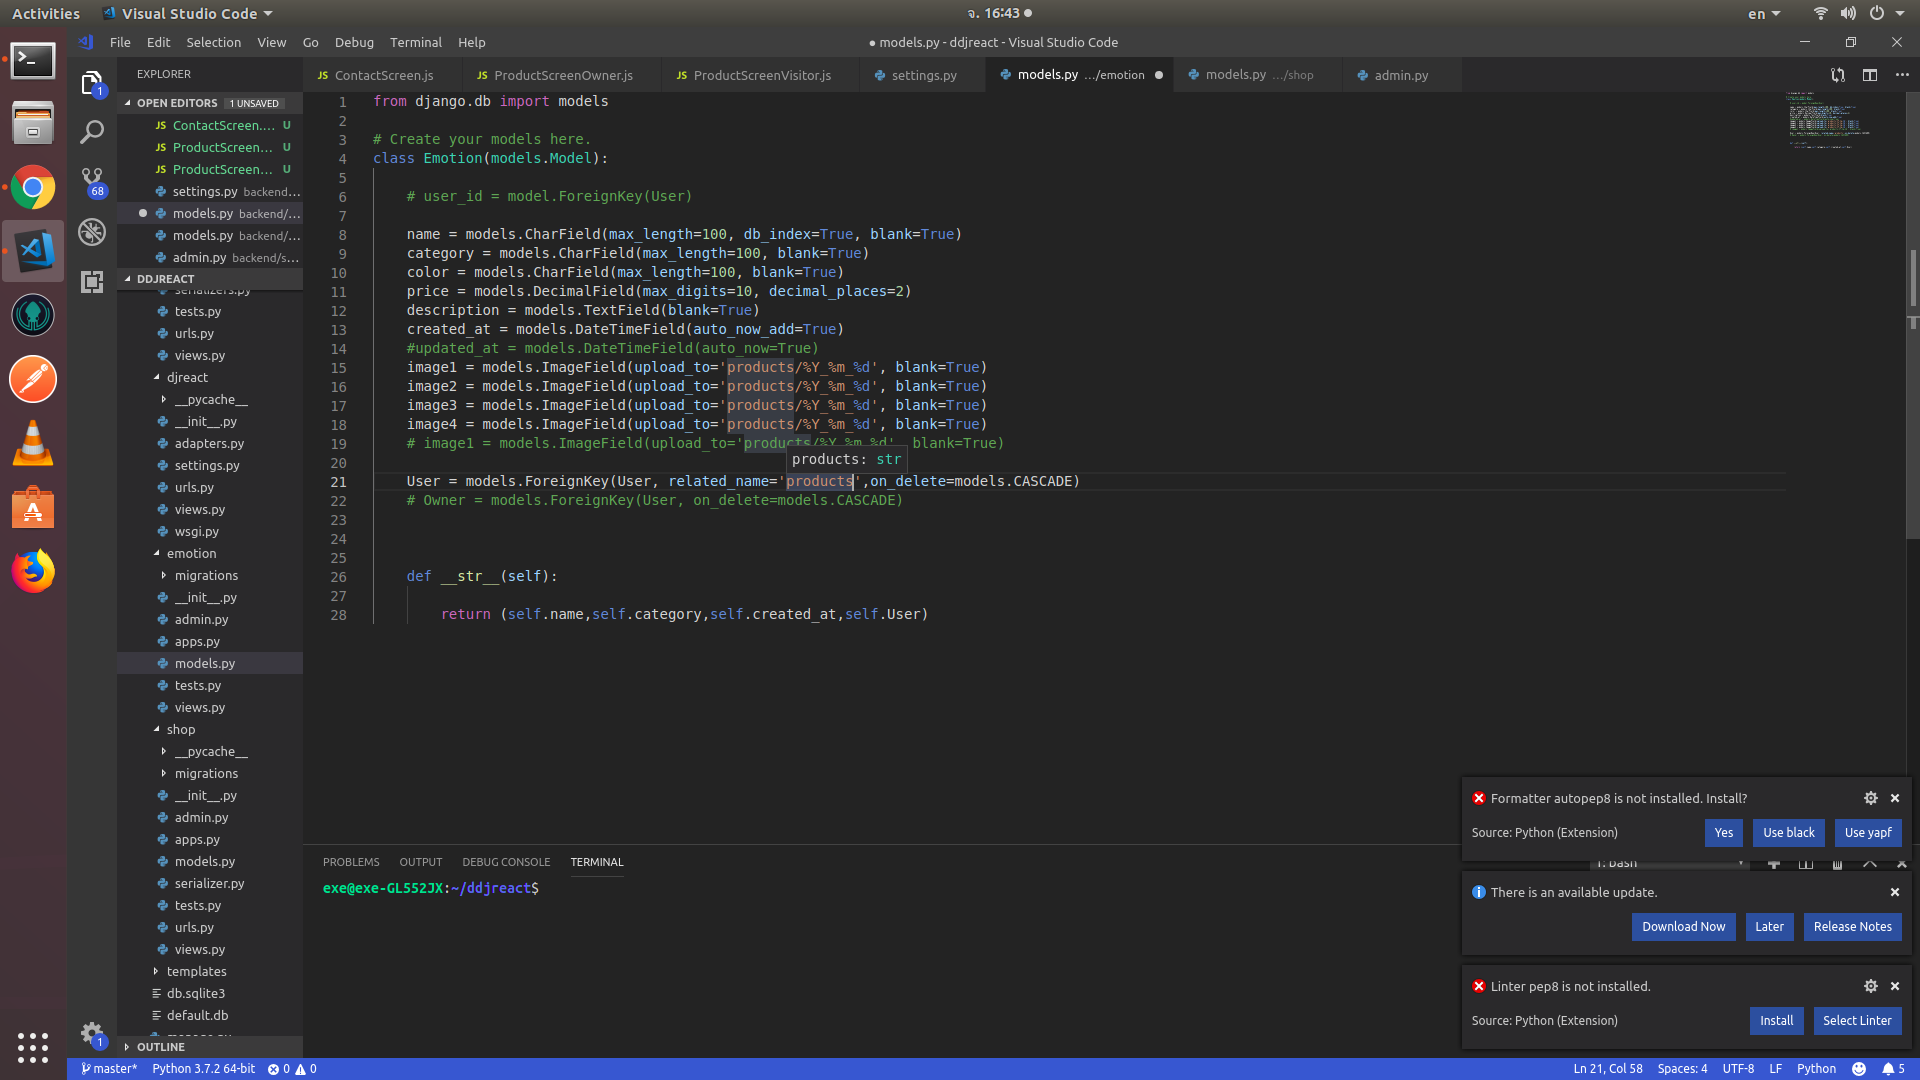 Activities
Visual Studio Code
จ. 16:43
en
File Edit Selection View Go Debug Terminal Help
● models.py - ddjreact - Visual Studio Code
EXPLORER
OPEN EDITORS 1 UNSAVED
JS ContactScreen.... U
JS ProductScreen... U
JS ProductScreen... U
settings.py backend...
models.py backend/...
models.py backend/...
admin.py backend/s...
DDJREACT
serializers.py
tests.py
urls.py
views.py
djreact
__pycache__
__init__.py
adapters.py
settings.py
urls.py
views.py
wsgi.py
emotion
migrations
__init__.py
admin.py
apps.py
models.py
tests.py
views.py
shop
__pycache__
migrations
__init__.py
admin.py
apps.py
models.py
serializer.py
tests.py
urls.py
views.py
templates
db.sqlite3
default.db
OUTLINE
1
68
1
JS ContactScreen.js
JS ProductScreenOwner.js
JS ProductScreenVisitor.js
settings.py
models.py .../emotion
models.py .../shop
admin.py
1 from django.db import models
2
3 # Create your models here.
4 class Emotion(models.Model):
5
6 # user_id = model.ForeignKey(User)
7
8 name = models.CharField(max_length=100, db_index=True, blank=True)
9 category = models.CharField(max_length=100, blank=True)
10 color = models.CharField(max_length=100, blank=True)
11 price = models.DecimalField(max_digits=10, decimal_places=2)
12 description = models.TextField(blank=True)
13 created_at = models.DateTimeField(auto_now_add=True)
14 #updated_at = models.DateTimeField(auto_now=True)
15 image1 = models.ImageField(upload_to='products/%Y_%m_%d', blank=True)
16 image2 = models.ImageField(upload_to='products/%Y_%m_%d', blank=True)
17 image3 = models.ImageField(upload_to='products/%Y_%m_%d', blank=True)
18 image4 = models.ImageField(upload_to='products/%Y_%m_%d', blank=True)
19 # image1 = models.ImageField(upload_to='products/%Y_%m_%d', blank=True)
products: str
20
21 User = models.ForeignKey(User, related_name='products',on_delete=models.CASCADE)
22 # Owner = models.ForeignKey(User, on_delete=models.CASCADE)
23
24
25
26 def __str__(self):
27
28 return (self.name,self.category,self.created_at,self.User)
PROBLEMS OUTPUT DEBUG CONSOLE TERMINAL
1: bash
exe@exe-GL552JX:~/ddjreact$
Formatter autopep8 is not installed. Install?
Source: Python (Extension)
Yes Use black Use yapf
There is an available update.
Download Now Later Release Notes
Linter pep8 is not installed.
Source: Python (Extension)
Install Select Linter
master* Python 3.7.2 64-bit 0 0
Ln 21, Col 58 Spaces: 4 UTF-8 LF Python 5